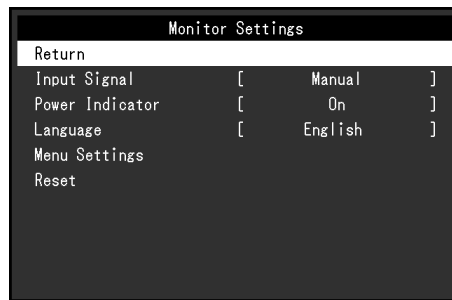 Monitor Settings
Return
Input Signal [ Manual ]
Power Indicator [ On ]
Language [ English ]
Menu Settings
Reset